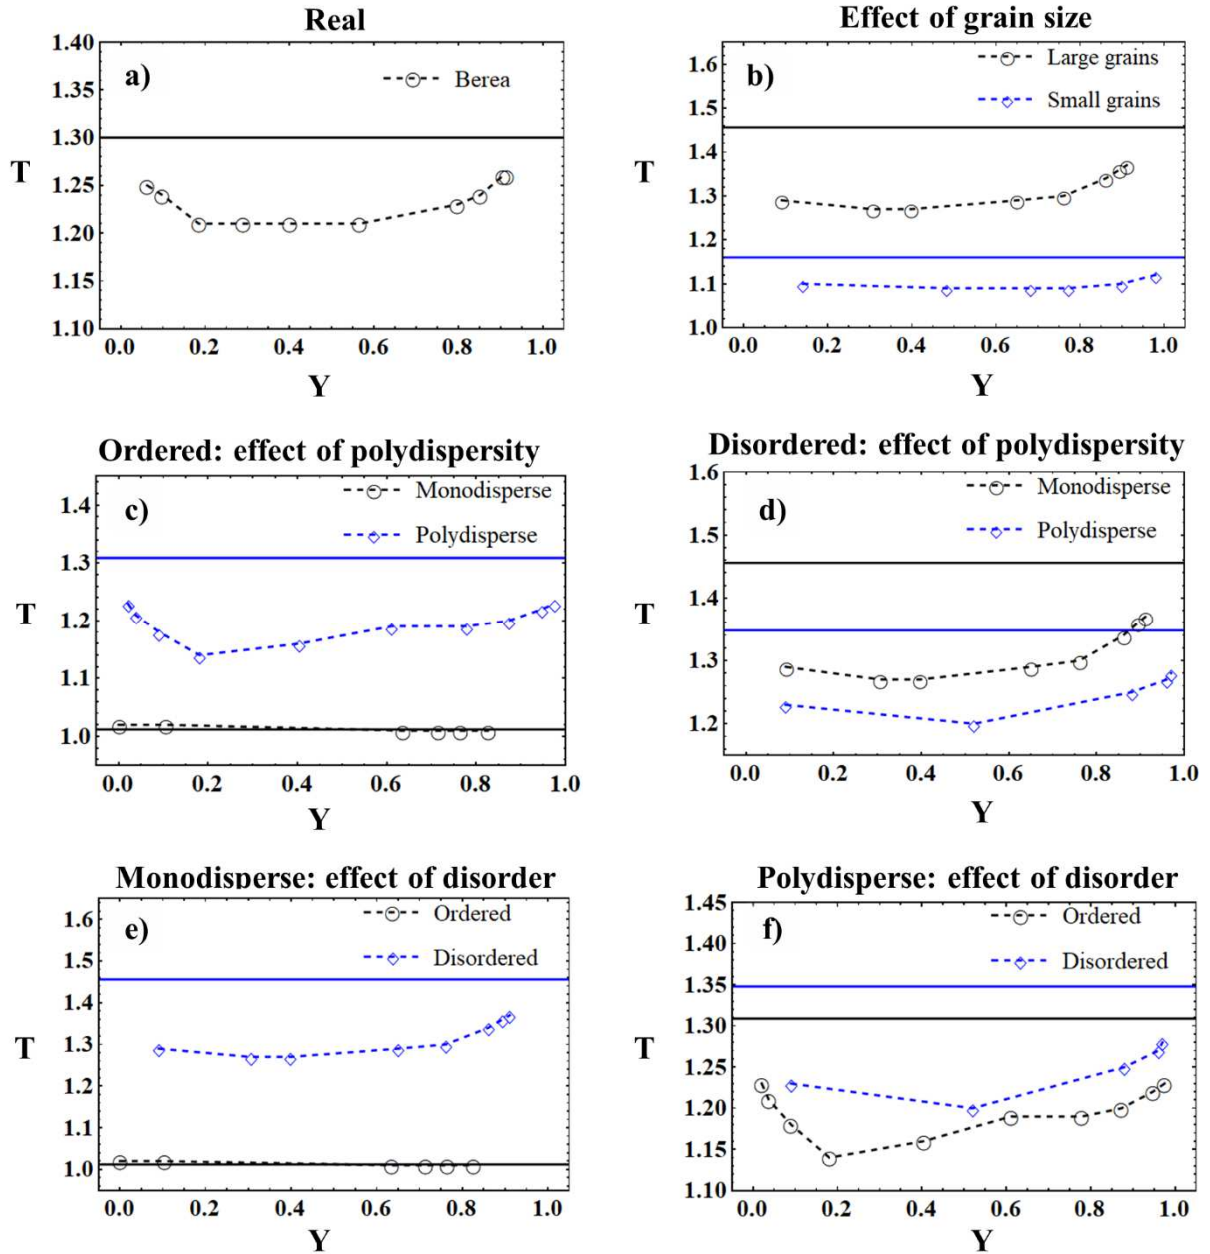 Real
1.40
1.35
1.30
1.25
1.20
1.15
1.10
T
a)
Berea
0.0 0.2 0.4 0.6 0.8 1.0
Y
Effect of grain size
1.6
1.5
1.4
1.3
1.2
1.1
1.0
T
b)
Large grains
Small grains
0.0 0.2 0.4 0.6 0.8 1.0
Y
Ordered: effect of polydispersity
1.4
1.3
1.2
1.1
1.0
T
c)
Monodisperse
Polydisperse
0.0 0.2 0.4 0.6 0.8 1.0
Y
Disordered: effect of polydispersity
1.6
1.5
1.4
1.3
1.2
T
d)
Monodisperse
Polydisperse
0.0 0.2 0.4 0.6 0.8 1.0
Y
Monodisperse: effect of disorder
1.6
1.5
1.4
1.3
1.2
1.1
1.0
T
e)
Ordered
Disordered
0.0 0.2 0.4 0.6 0.8 1.0
Y
Polydisperse: effect of disorder
1.45
1.40
1.35
1.30
1.25
1.20
1.15
1.10
T
f)
Ordered
Disordered
0.0 0.2 0.4 0.6 0.8 1.0
Y